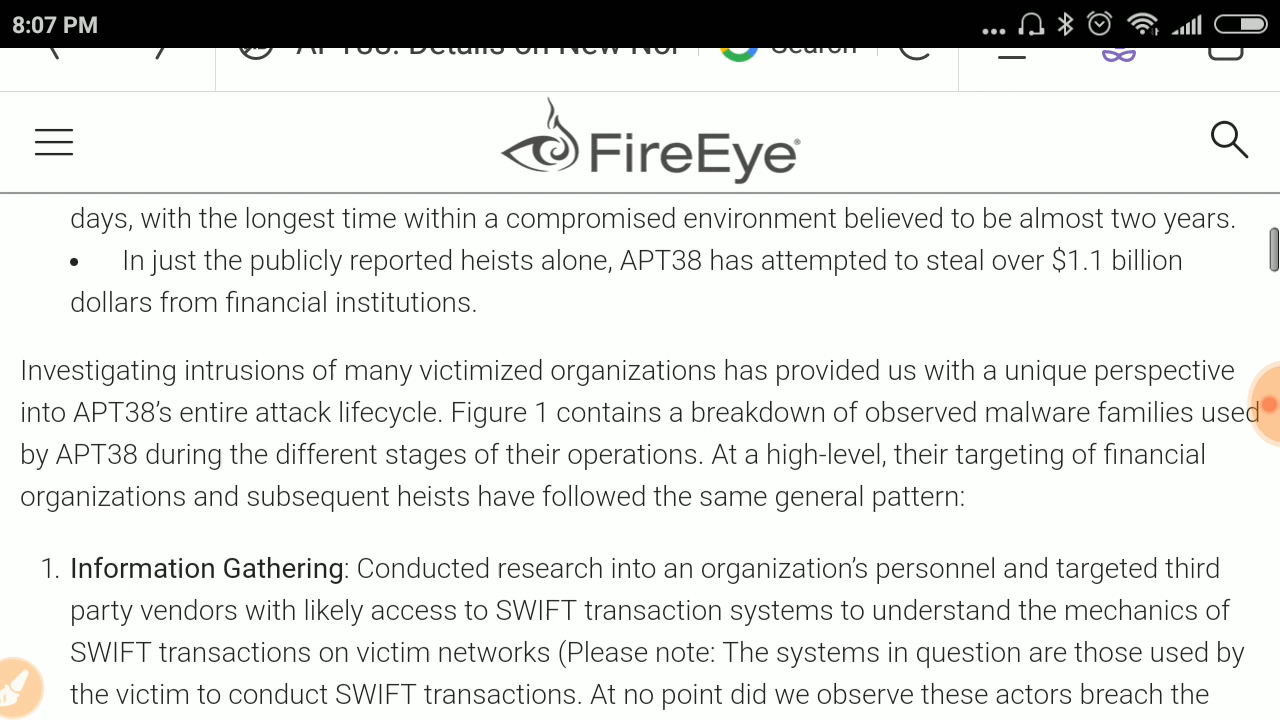 8:07 PM
Search
FireEye
days, with the longest time within a compromised environment believed to be almost two years.
• In just the publicly reported heists alone, APT38 has attempted to steal over $1.1 billion
dollars from financial institutions.
Investigating intrusions of many victimized organizations has provided us with a unique perspective
into APT38’s entire attack lifecycle. Figure 1 contains a breakdown of observed malware families used
by APT38 during the different stages of their operations. At a high-level, their targeting of financial
organizations and subsequent heists have followed the same general pattern:
1. Information Gathering: Conducted research into an organization’s personnel and targeted third
party vendors with likely access to SWIFT transaction systems to understand the mechanics of
SWIFT transactions on victim networks (Please note: The systems in question are those used by
the victim to conduct SWIFT transactions. At no point did we observe these actors breach the